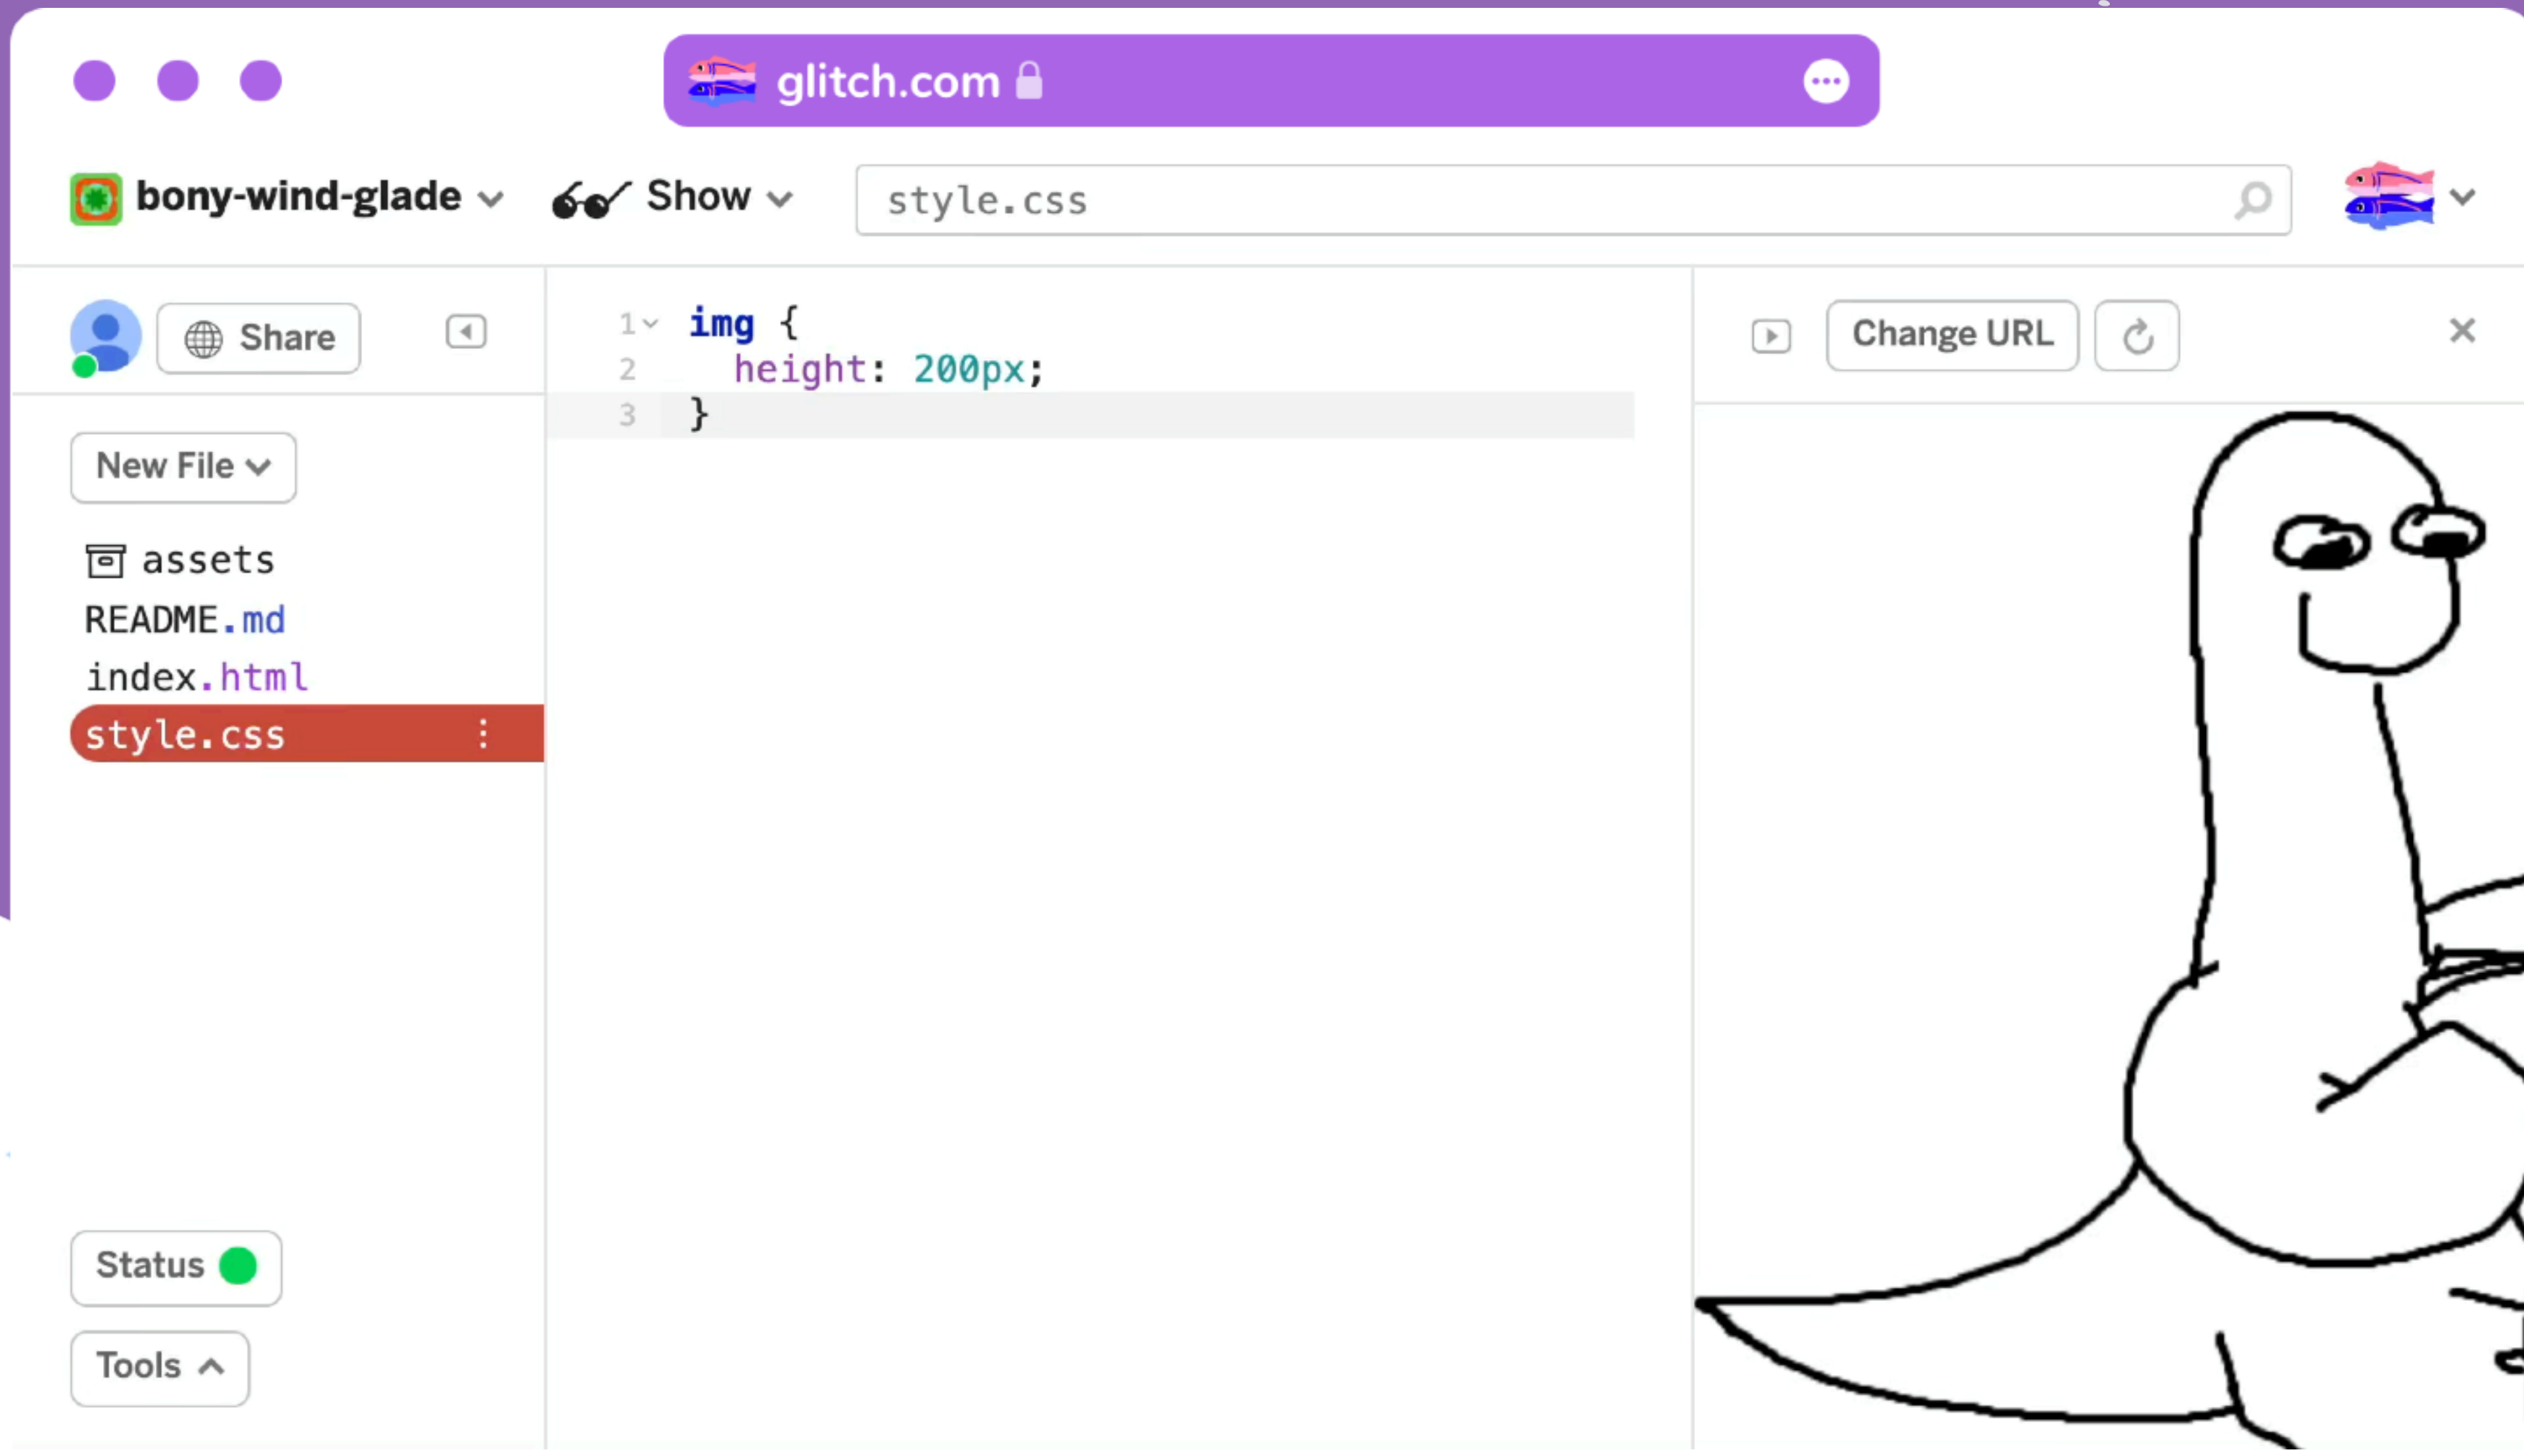 glitch.com
bony-wind-glade Show style.css
Share
Change URL
New File
assets
README.md
index.html
style.css
1 img {
2 height: 200px;
3 }
Status
Tools